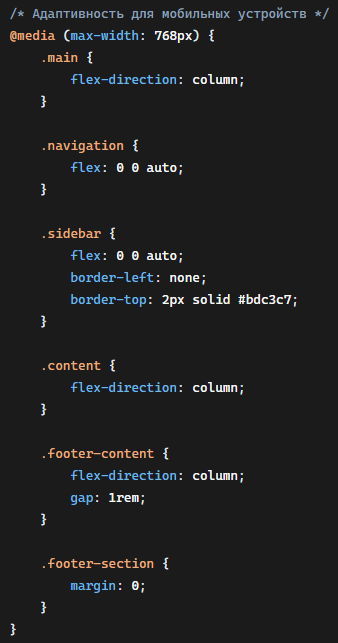 /* Адаптивность для мобильных устройств */
@media (max-width: 768px) {
    .main {
        flex-direction: column;
    }

    .navigation {
        flex: 0 0 auto;
    }

    .sidebar {
        flex: 0 0 auto;
        border-left: none;
        border-top: 2px solid #bdc3c7;
    }

    .content {
        flex-direction: column;
    }

    .footer-content {
        flex-direction: column;
        gap: 1rem;
    }

    .footer-section {
        margin: 0;
    }
}